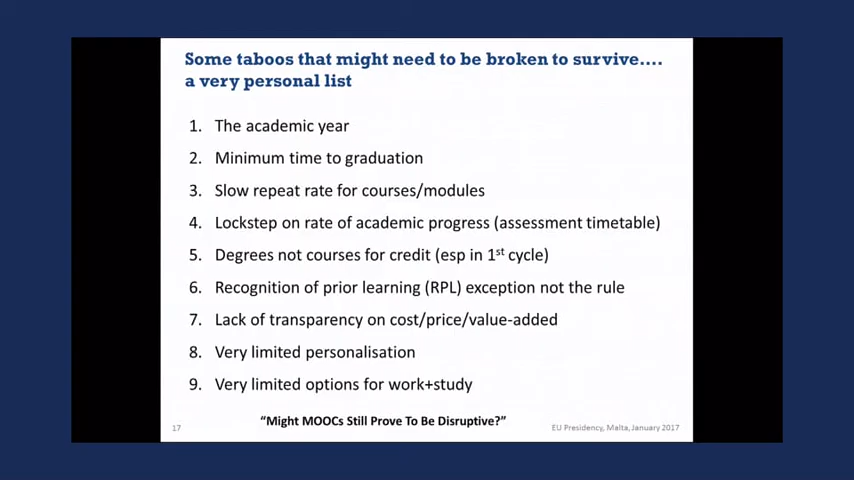 Some taboos that might need to be broken to survive....
a very personal list
1. The academic year
2. Minimum time to graduation
3. Slow repeat rate for courses/modules
4. Lockstep on rate of academic progress (assessment timetable)
5. Degrees not courses for credit (esp in 1st cycle)
6. Recognition of prior learning (RPL) exception not the rule
7. Lack of transparency on cost/price/value-added
8. Very limited personalisation
9. Very limited options for work+study
“Might MOOCs Still Prove To Be Disruptive?”
17
EU Presidency, Malta, January 2017